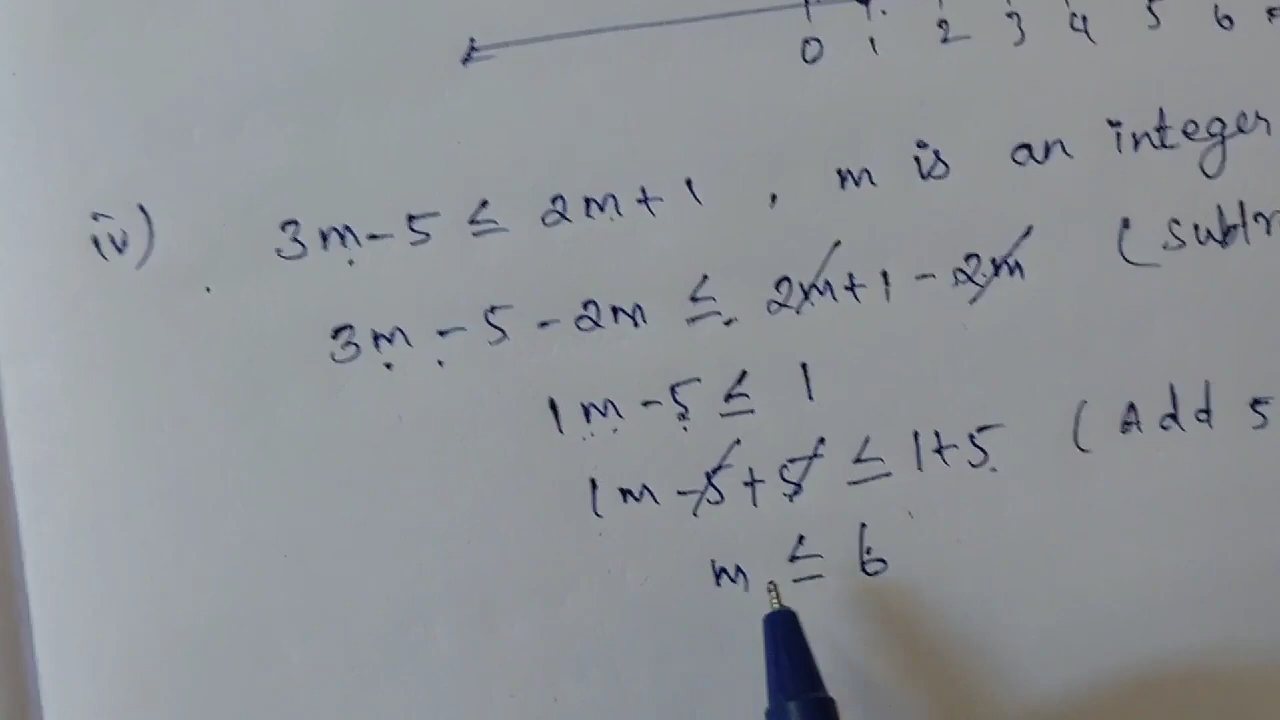 0 1 2 3 4 5 6
iv) 3m - 5 ≤ 2m + 1 , m is an integer
3m - 5 - 2m ≤ 2m + 1 - 2m (subtr
1m - 5 ≤ 1
1m - 5 + 5 ≤ 1 + 5 (Add 5
m ≤ 6